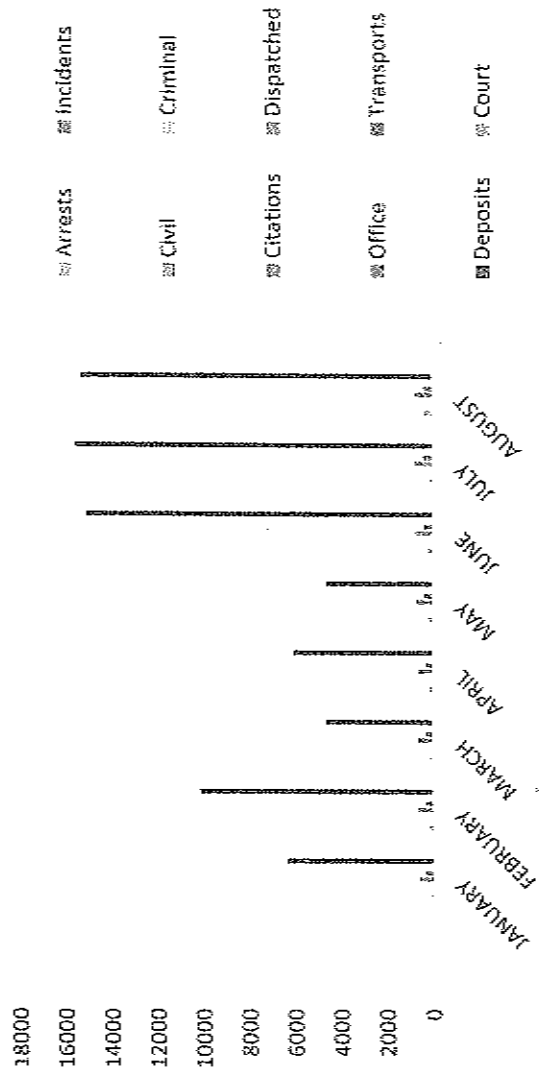 18000
16000
14000
12000
10000
8000
6000
4000
2000
0
JANUARY
FEBRUARY
MARCH
APRIL
MAY
JUNE
JULY
AUGUST
Arrests
Incidents
Civil
Criminal
Citations
Dispatched
Office
Transports
Deposits
Court